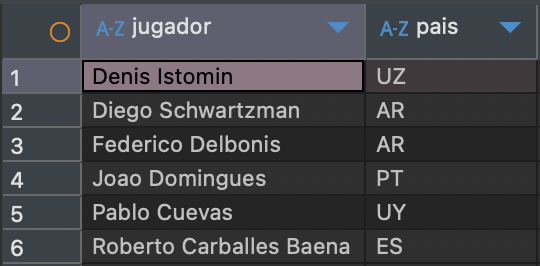 A-Z jugador A-Z pais
1 Denis Istomin UZ
2 Diego Schwartzman AR
3 Federico Delbonis AR
4 Joao Domingues PT
5 Pablo Cuevas UY
6 Roberto Carballes Baena ES